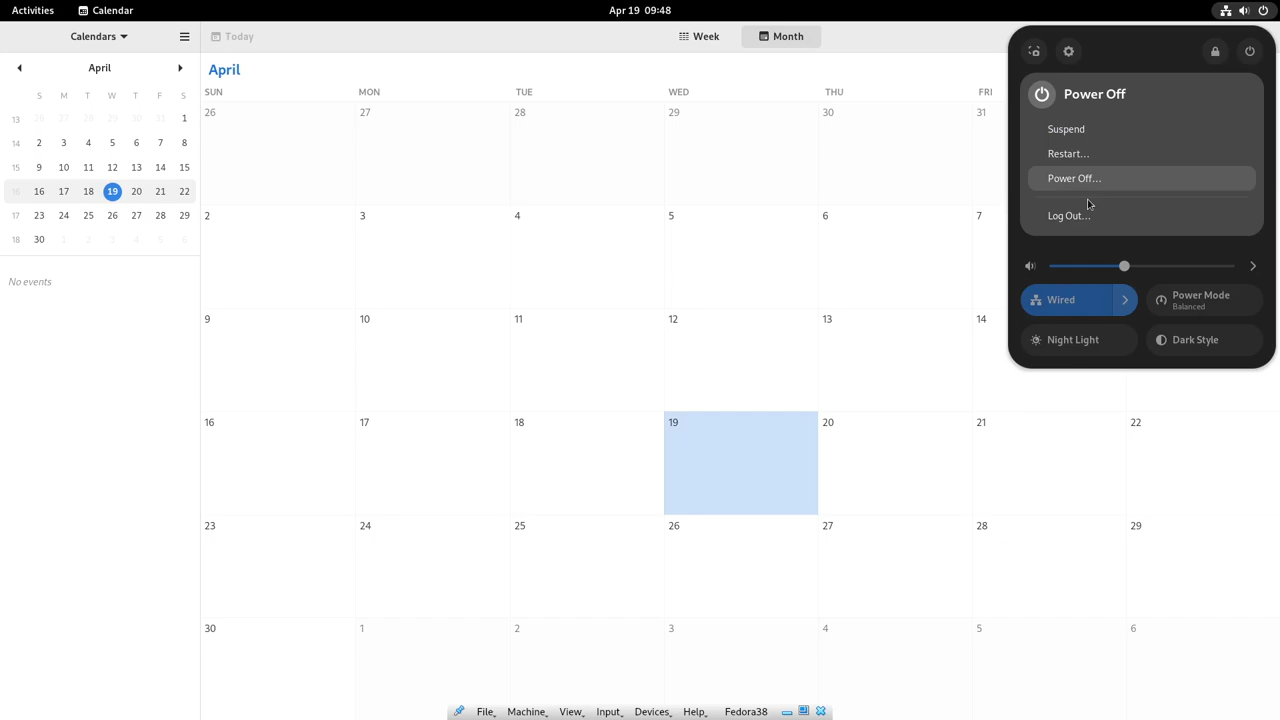 Activities Calendar Apr 19 09:48
Calendars Today Week Month
April
S M T W T F S
13 26 27 28 29 30 31 1
14 2 3 4 5 6 7 8
15 9 10 11 12 13 14 15
16 16 17 18 19 20 21 22
17 23 24 25 26 27 28 29
18 30 1 2 3 4 5 6
No events
April
SUN MON TUE WED THU FRI
26 27 28 29 30 31
2 3 4 5 6 7
9 10 11 12 13 14
16 17 18 19 20 21 22
23 24 25 26 27 28 29
30 1 2 3 4 5 6
Power Off
Suspend
Restart...
Power Off...
Log Out...
Wired
Power Mode
Balanced
Night Light
Dark Style
File Machine View Input Devices Help Fedora38